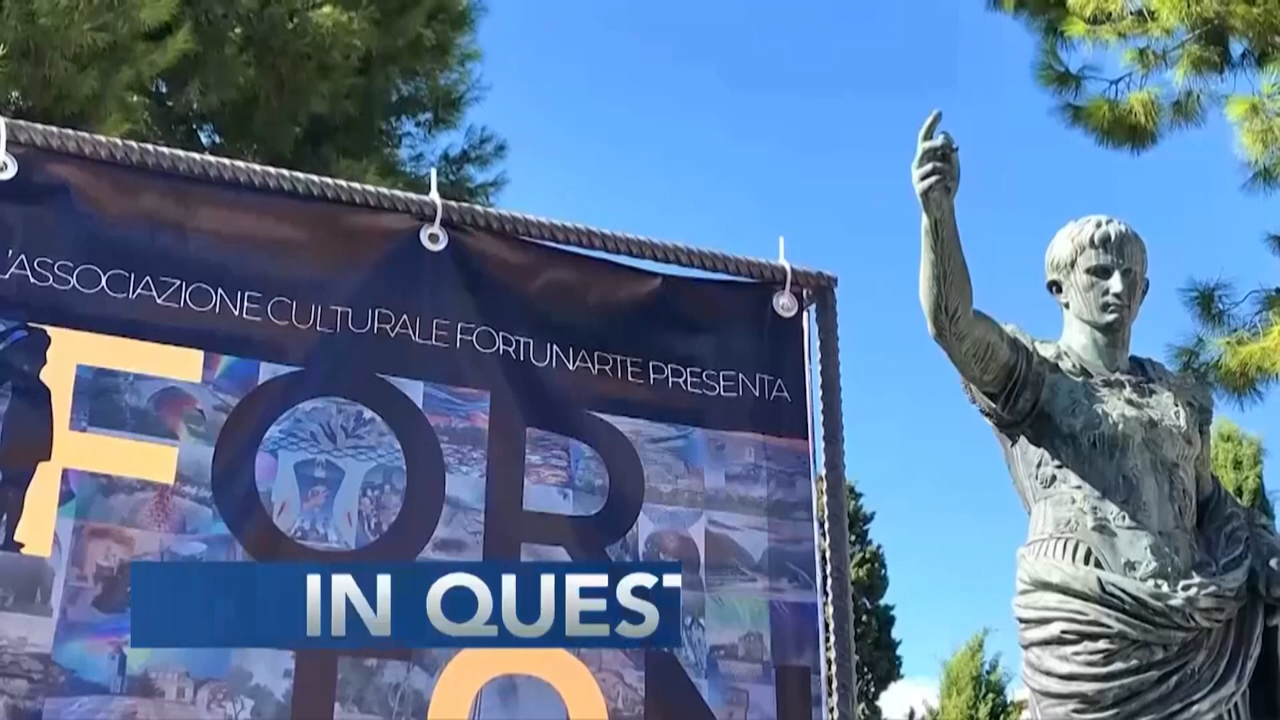 L'ASSOCIAZIONE CULTURALE FORTUNARTE PRESENTA
FOR
IN QUEST